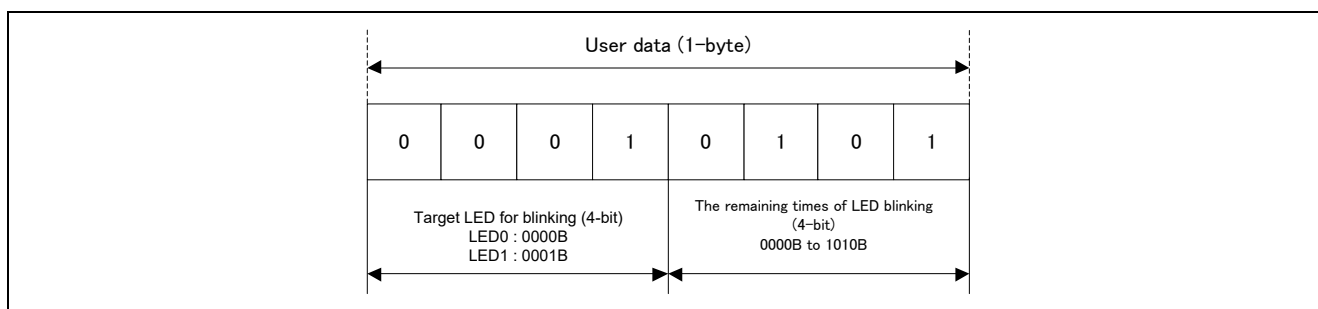 User data (1-byte)
0 0 0 1 0 1 0 1
Target LED for blinking (4-bit)
LED0 : 0000B
LED1 : 0001B
The remaining times of LED blinking
(4-bit)
0000B to 1010B